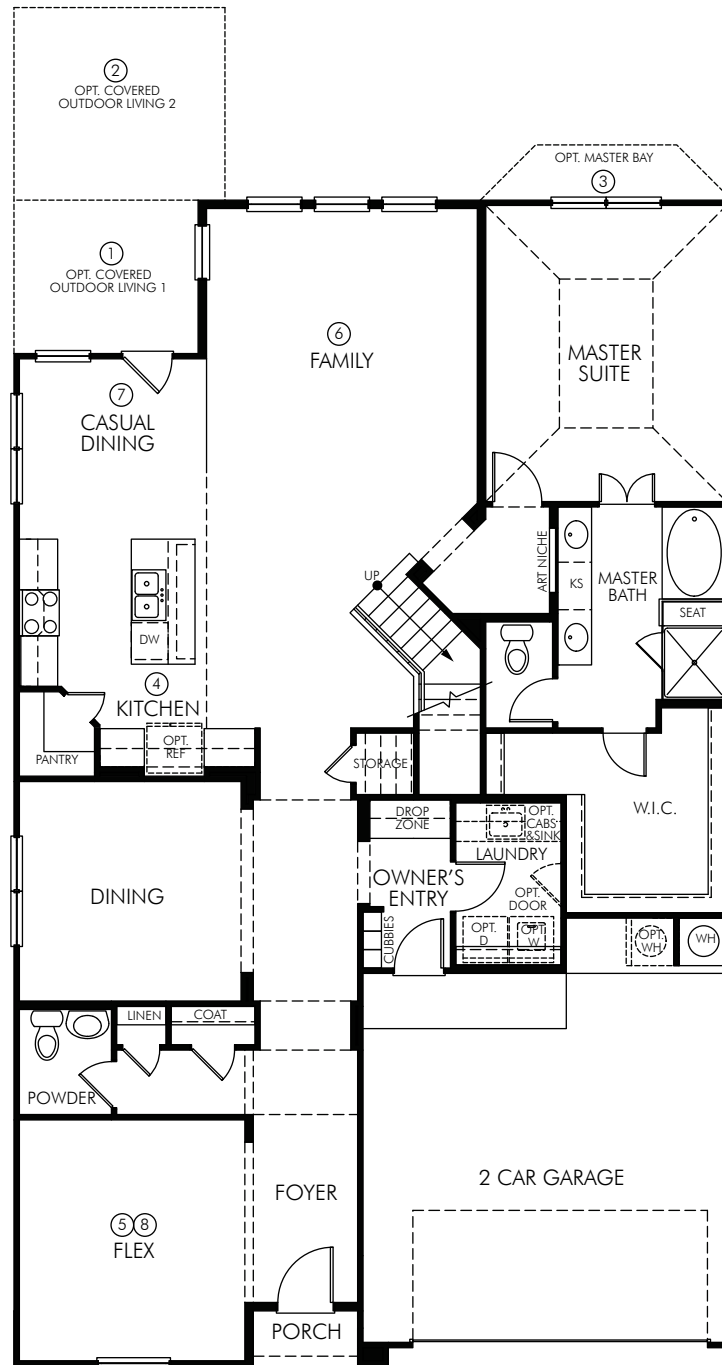 2
OPT. COVERED
OUTDOOR LIVING 2
OPT. MASTER BAY
3
1
OPT. COVERED
OUTDOOR LIVING 1
6
FAMILY
MASTER
SUITE
7
CASUAL
DINING
ART NICHE
UP
KS
MASTER
BATH
SEAT
DW
4
KITCHEN
OPT.
REF
PANTRY
STORAGE
W.I.C.
DROP
ZONE
OPT.
CABS
&SINK
LAUNDRY
OWNER'S
ENTRY
OPT.
DOOR
DINING
CUBBIES
OPT.
D
OPT.
W
OPT.
WH
WH
LINEN
COAT
POWDER
2 CAR GARAGE
FOYER
5 8
FLEX
PORCH